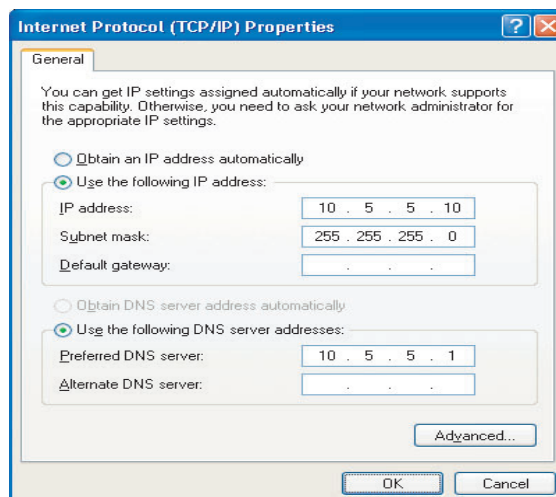 Internet Protocol (TCP/IP) Properties
General
You can get IP settings assigned automatically if your network supports
this capability. Otherwise, you need to ask your network administrator for
the appropriate IP settings.
Obtain an IP address automatically
Use the following IP address:
IP address: 10 . 5 . 5 . 10
Subnet mask: 255 . 255 . 255 . 0
Default gateway: . . .
Obtain DNS server address automatically
Use the following DNS server addresses:
Preferred DNS server: 10 . 5 . 5 . 1
Alternate DNS server: . . .
Advanced...
OK Cancel